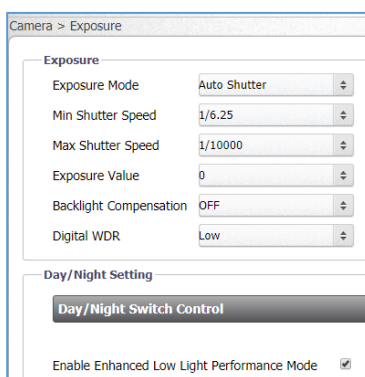 Camera > Exposure
Exposure
Exposure Mode Auto Shutter
Min Shutter Speed 1/6.25
Max Shutter Speed 1/10000
Exposure Value 0
Backlight Compensation OFF
Digital WDR Low
Day/Night Setting
Day/Night Switch Control
Enable Enhanced Low Light Performance Mode